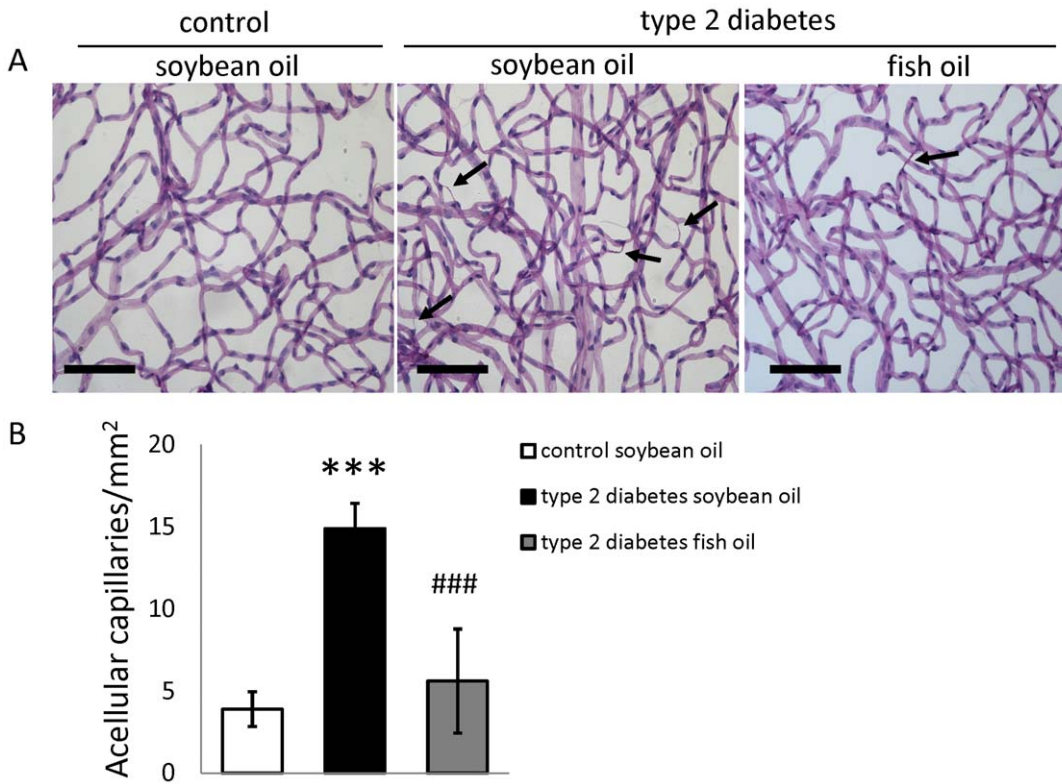 control
type 2 diabetes
A
soybean oil
soybean oil
fish oil
B
Acellular capillaries/mm²
20
15
10
5
0
***
###
control soybean oil
type 2 diabetes soybean oil
type 2 diabetes fish oil